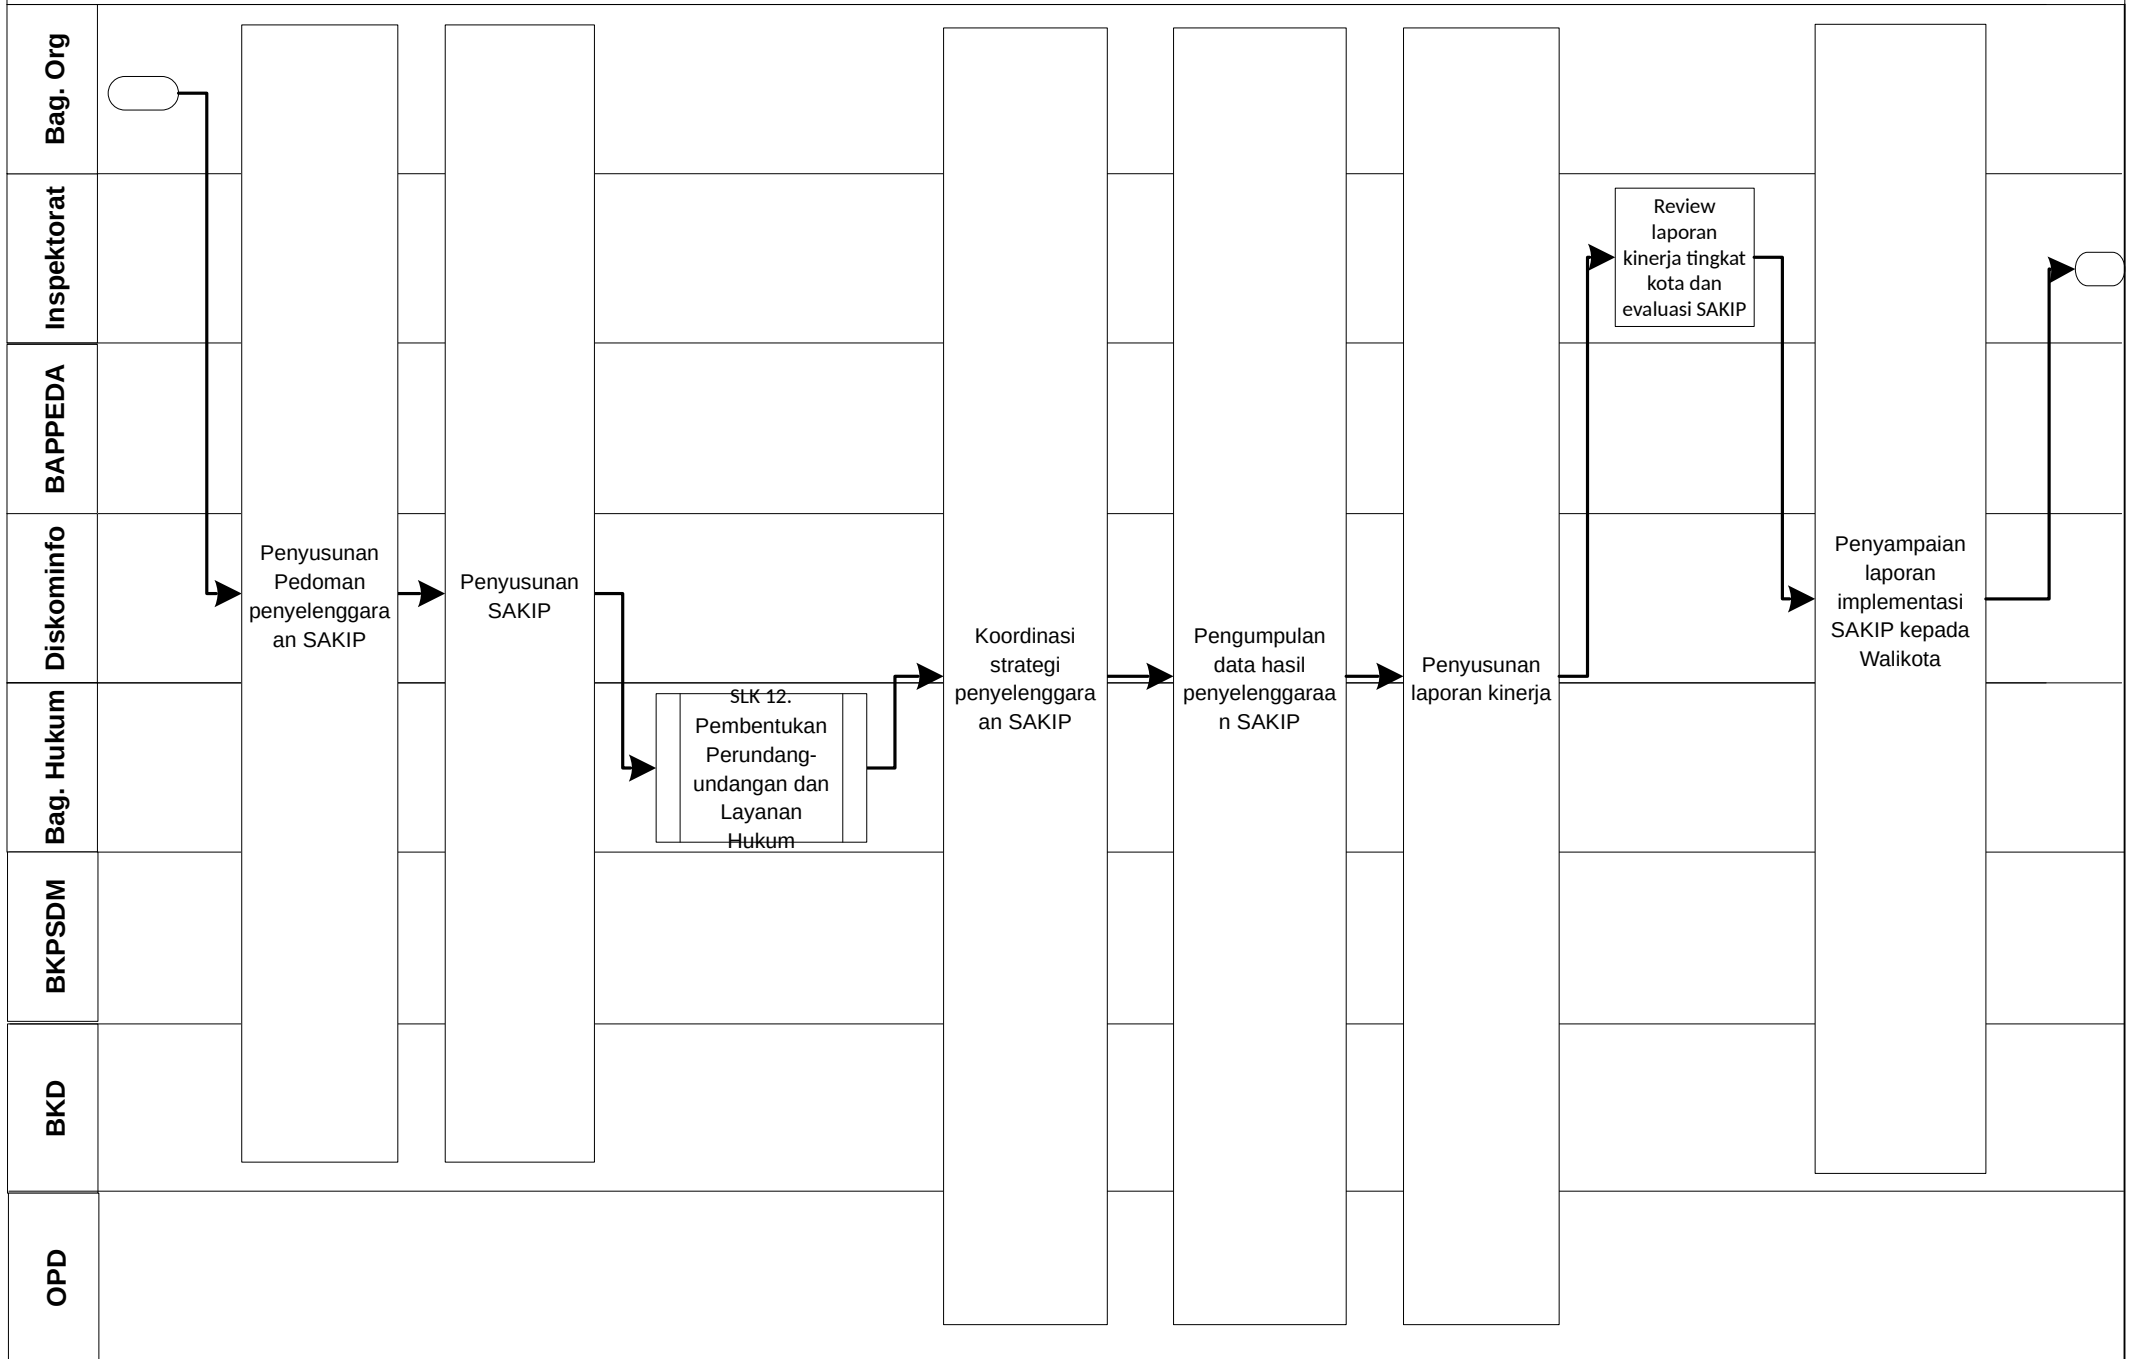 Bag. Org
Inspektorat
BAPPEDA
Diskominfo
Bag. Hukum
BKPSDM
BKD
OPD
Penyusunan
Pedoman
penyelenggara
an SAKIP
Penyusunan
SAKIP
SLK 12.
Pembentukan
Perundang-
undangan dan
Layanan
Hukum
Koordinasi
strategi
penyelenggara
an SAKIP
Pengumpulan
data hasil
penyelenggaraa
n SAKIP
Penyusunan
laporan kinerja
Review
laporan
kinerja tingkat
kota dan
evaluasi SAKIP
Penyampaian
laporan
implementasi
SAKIP kepada
Walikota